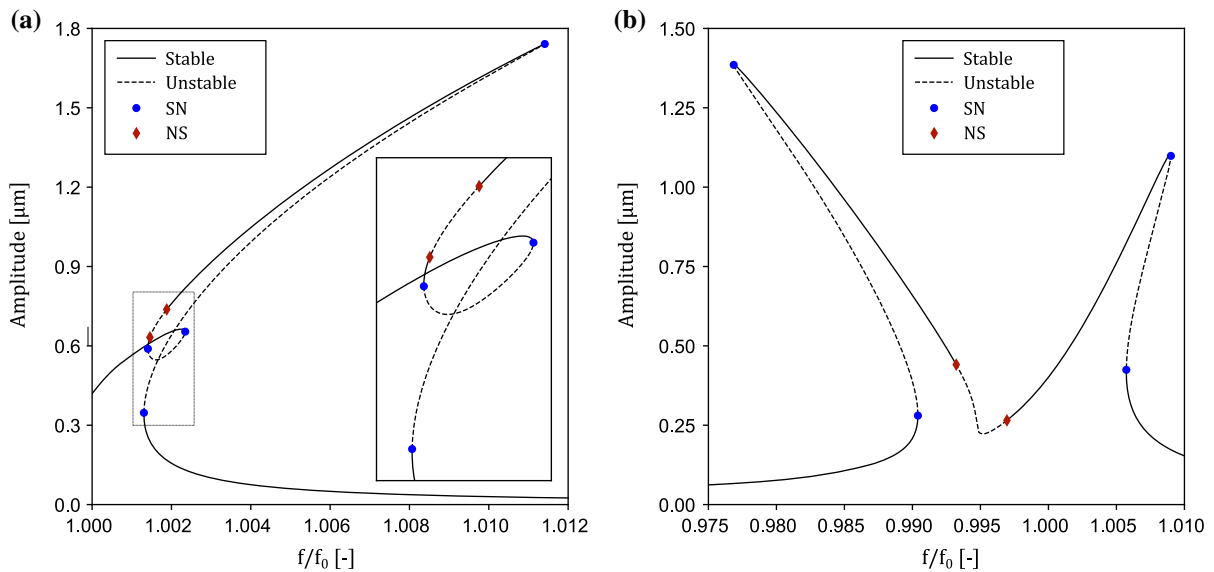 (a)
1.8
1.5
1.2
0.9
0.6
0.3
0.0
Amplitude [μm]
Stable
Unstable
SN
NS
1.000 1.002 1.004 1.006 1.008 1.010 1.012
f/f₀ [-]
(b)
1.50
1.25
1.00
0.75
0.50
0.25
0.00
Amplitude [μm]
Stable
Unstable
SN
NS
0.975 0.980 0.985 0.990 0.995 1.000 1.005 1.010
f/f₀ [-]